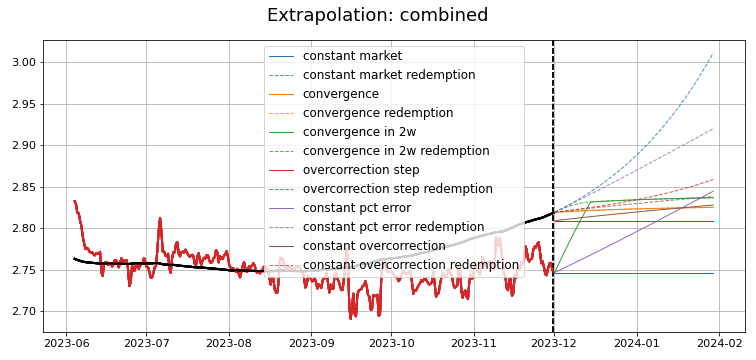 Extrapolation: combined
3.00
2.95
2.90
2.85
2.80
2.75
2.70
constant market
constant market redemption
convergence
convergence redemption
convergence in 2w
convergence in 2w redemption
overcorrection step
overcorrection step redemption
constant pct error
constant pct error redemption
constant overcorrection
constant overcorrection redemption
2023-06 2023-07 2023-08 2023-09 2023-10 2023-11 2023-12 2024-01 2024-02